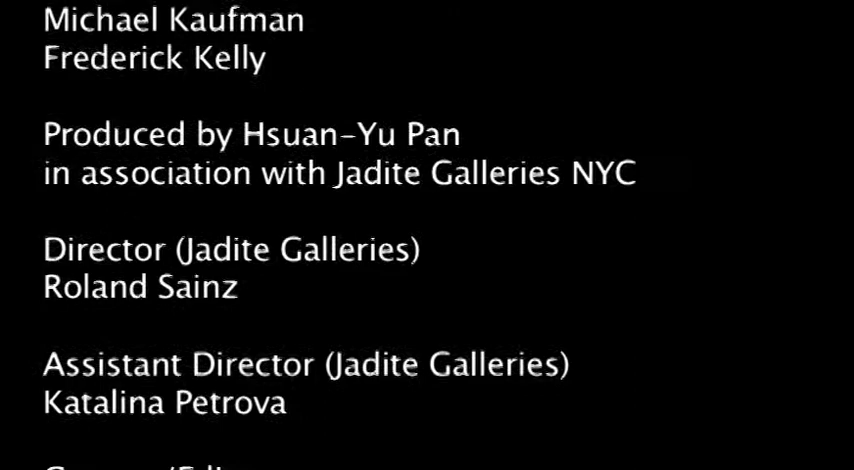 Michael Kaufman
Frederick Kelly
Produced by Hsuan-Yu Pan
in association with Jadite Galleries NYC
Director (Jadite Galleries)
Roland Sainz
Assistant Director (Jadite Galleries)
Katalina Petrova